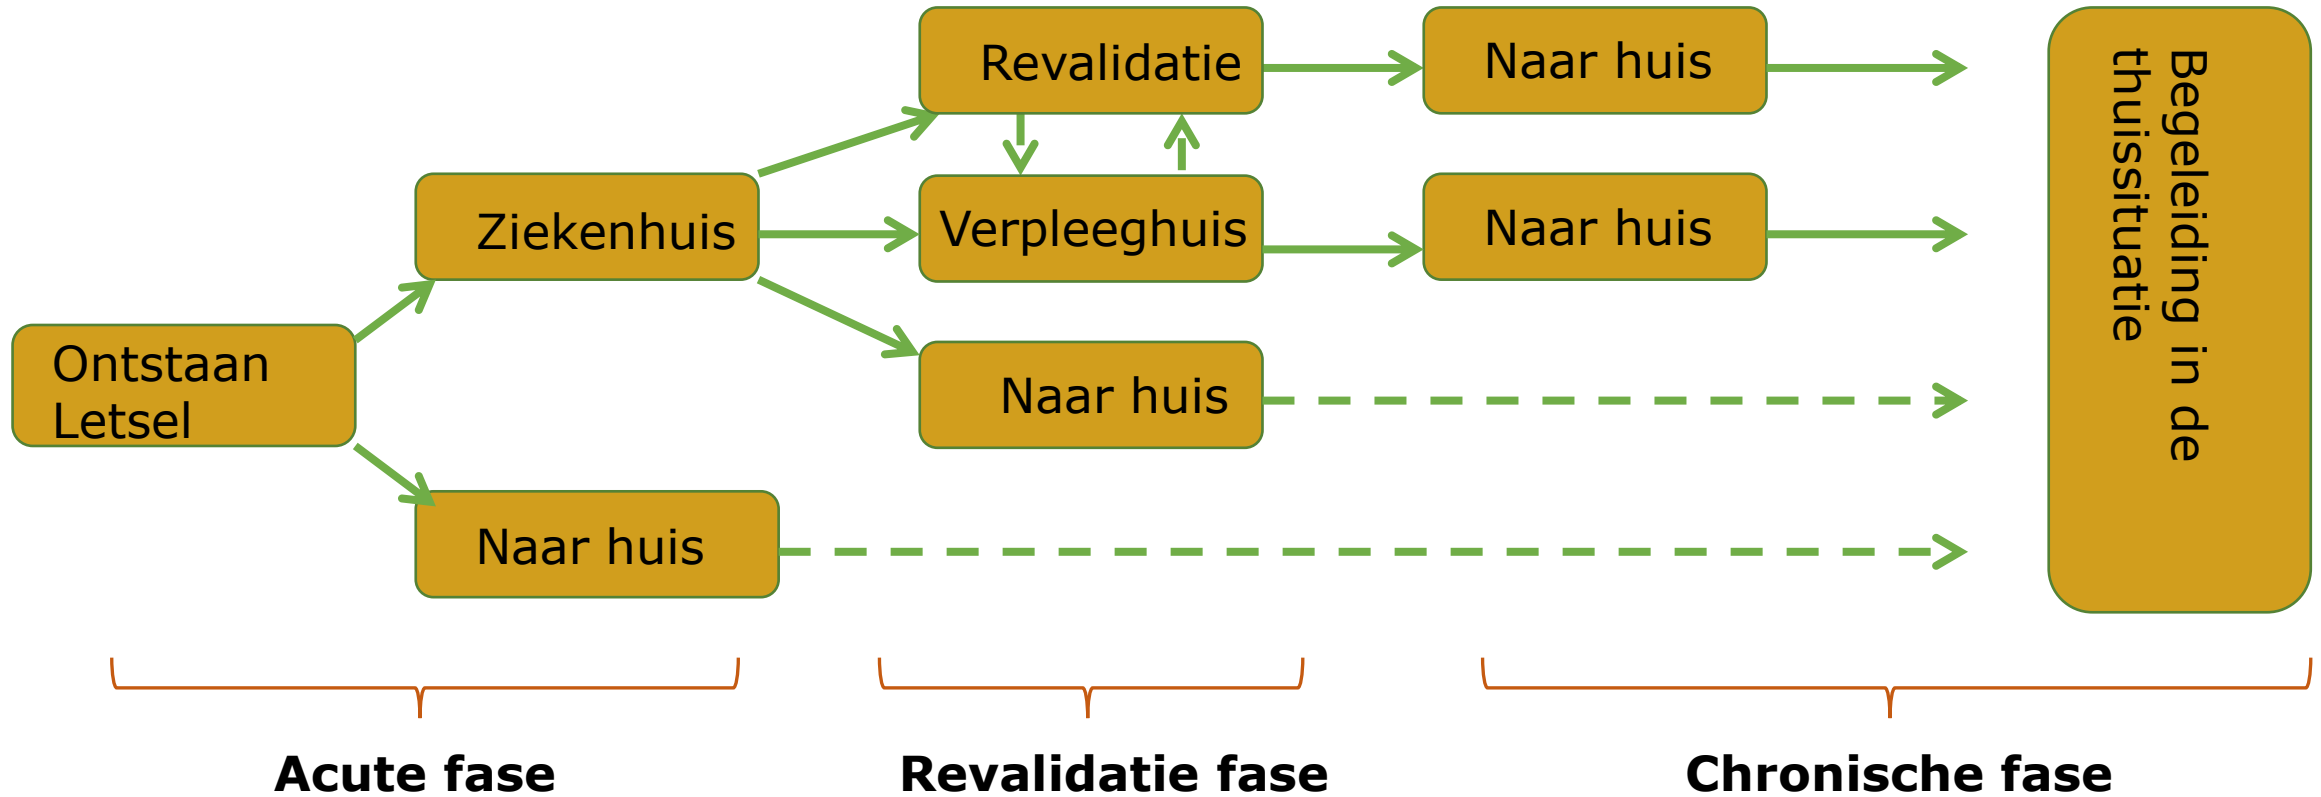 Ontstaan
Letsel
Ziekenhuis
Naar huis
Revalidatie
Verpleeghuis
Naar huis
Naar huis
Naar huis
Begeleiding in de
thuissituatie
Acute fase
Revalidatie fase
Chronische fase